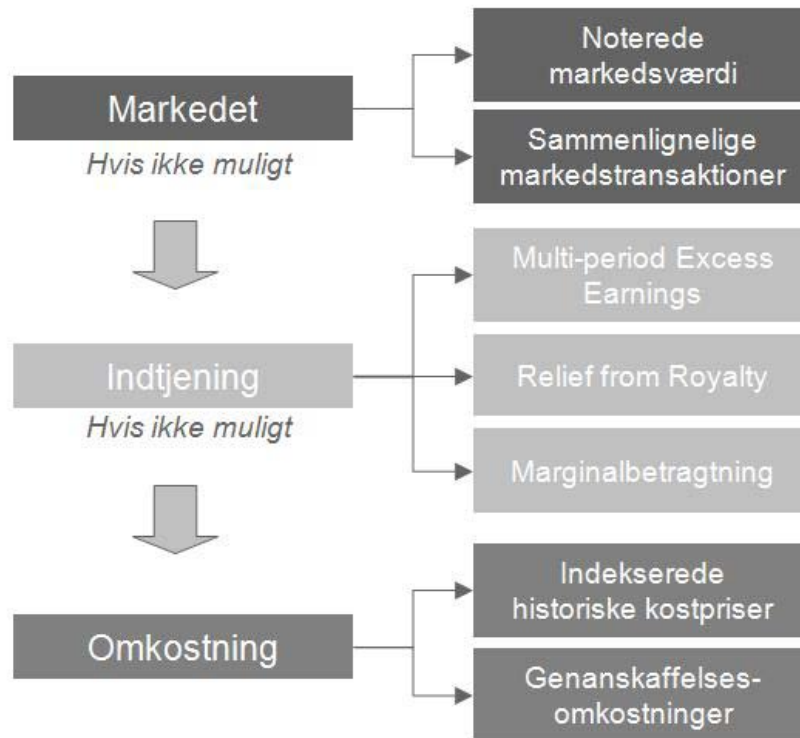 Markedet
Hvis ikke muligt
Noterede
markedsværdi
Sammenlignelige
markedstransaktioner
Indtjening
Hvis ikke muligt
Multi-period Excess
Earnings
Relief from Royalty
Marginalbetragtning
Omkostning
Indekserede
historiske kostpriser
Genanskaffelses-
omkostninger